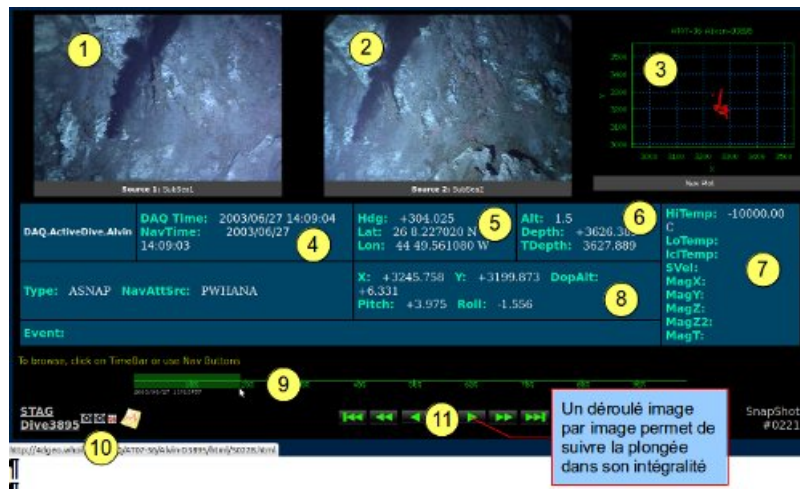 1
2
3
Source 1: SubSea1
Source 2: SubSea2
Nav Plot
X
DAQ.ActiveDive.Alvin
DAQ Time: 2003/06/27 14:09:04
NavTime: 2003/06/27
14:09:03
4
Hdg: +304.025
Lat: 26 8.227020 N
Lon: 44 49.561080 W
5
Alt: 1.5
Depth: +3626.38
TDepth: 3627.889
6
HiTemp: -10000.00
C
LoTemp:
IclTemp:
SVel:
MagX:
MagY:
MagZ:
MagZ2:
MagT:
7
Type: ASNAP NavAttSrc: PWHANA
X: +3245.758 Y: +3199.873 DopAlt:
+6.331
Pitch: +3.975 Roll: -1.556
8
Event:
To browse, click on TimeBar or use Nav Buttons
9
STAG
Dive3895
10
11
Un déroulé image
par image permet de
suivre la plongée
dans son intégralité
SnapShot
#0221
¶
¶